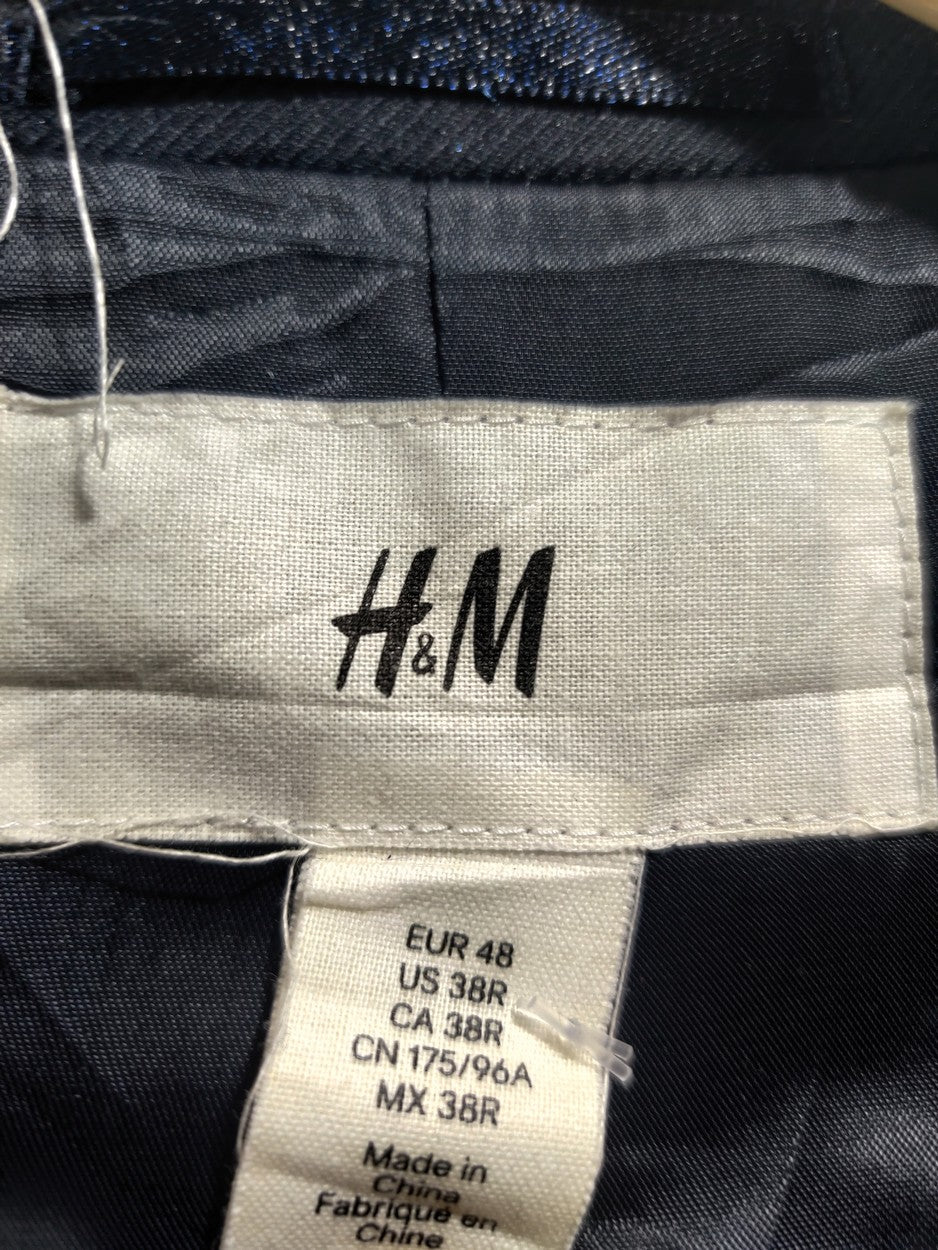 H&M
EUR 48
US 38R
CA 38R
CN 175/96A
MX 38R
Made in
China
Fabriqué en
Chine